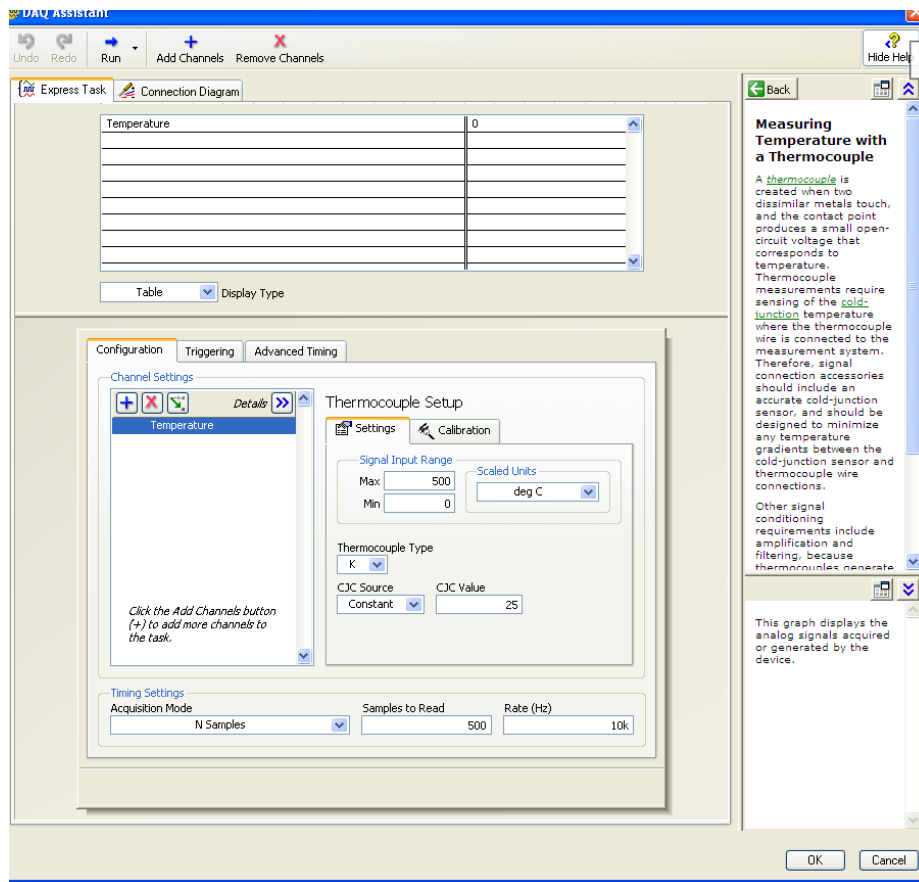 DAQ Assistant
Undo Redo Run Add Channels Remove Channels Hide Help
Express Task Connection Diagram
Temperature 0
Table Display Type
Configuration Triggering Advanced Timing
Channel Settings
Details
Temperature
Click the Add Channels button
(+) to add more channels to
the task.
Thermocouple Setup
Settings Calibration
Signal Input Range
Max 500
Min 0
Scaled Units
deg C
Thermocouple Type
K
CJC Source CJC Value
Constant 25
Timing Settings
Acquisition Mode Samples to Read Rate (Hz)
N Samples 500 10k
Back
Measuring
Temperature with
a Thermocouple
A thermocouple is
created when two
dissimilar metals touch,
and the contact point
produces a small open-
circuit voltage that
corresponds to
temperature.
Thermocouple
measurements require
sensing of the cold-
junction temperature
where the thermocouple
wire is connected to the
measurement system.
Therefore, signal
connection accessories
should include an
accurate cold-junction
sensor, and should be
designed to minimize
any temperature
gradients between the
cold-junction sensor and
thermocouple wire
connections.
Other signal
conditioning
requirements include
amplification and
filtering, because
thermocouples generate
This graph displays the
analog signals acquired
or generated by the
device.
OK Cancel